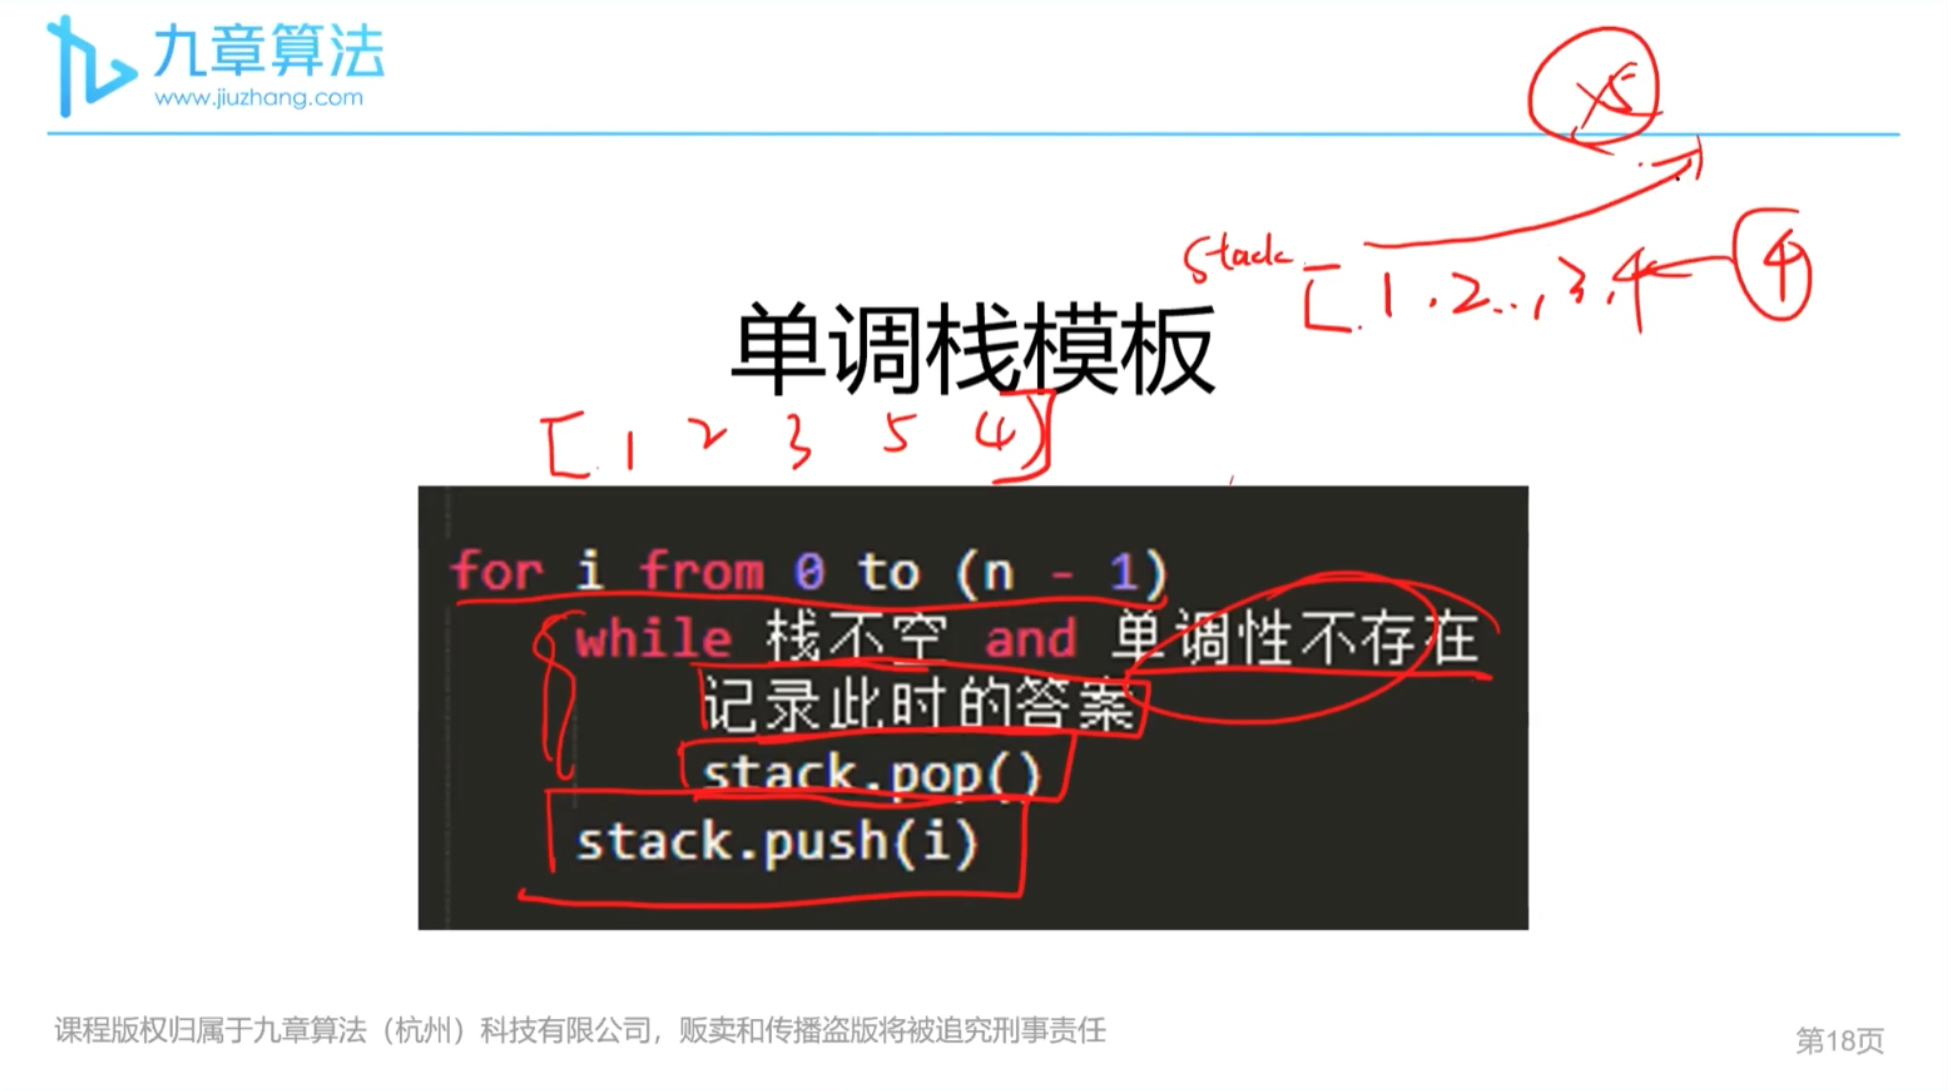 九章算法
www.jiuzhang.com
5
stack [ 1 . 2 . . , 3 , 4 ← 4
单调栈模板
[ 1 2 3 5 4 ]
for i from 0 to (n - 1)
while 栈不空 and 单调性不存在
记录此时的答案
stack.pop()
stack.push(i)
课程版权归属于九章算法（杭州）科技有限公司，贩卖和传播盗版将被追究刑事责任
第18页